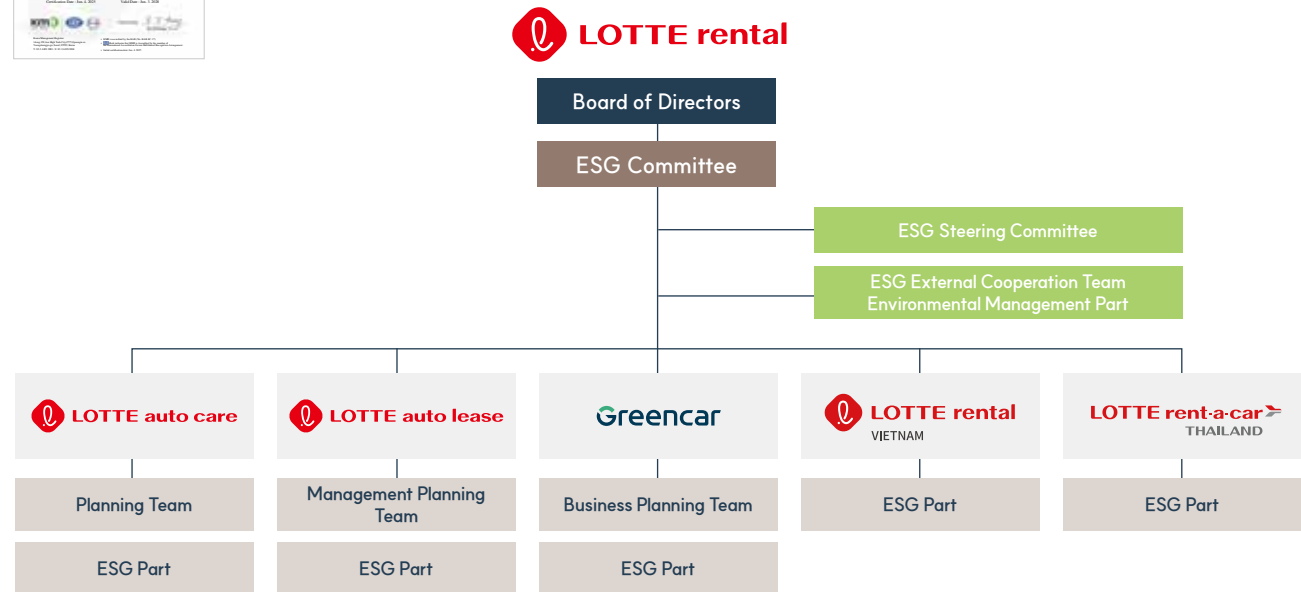 LOTTE rental
Board of Directors
ESG Committee
ESG Steering Committee
ESG External Cooperation Team
Environmental Management Part
LOTTE auto care
LOTTE auto lease
Greencar
LOTTE rental
VIETNAM
LOTTE rent-a-car
THAILAND
Planning Team
Management Planning
Team
Business Planning Team
ESG Part
ESG Part
ESG Part
ESG Part
ESG Part